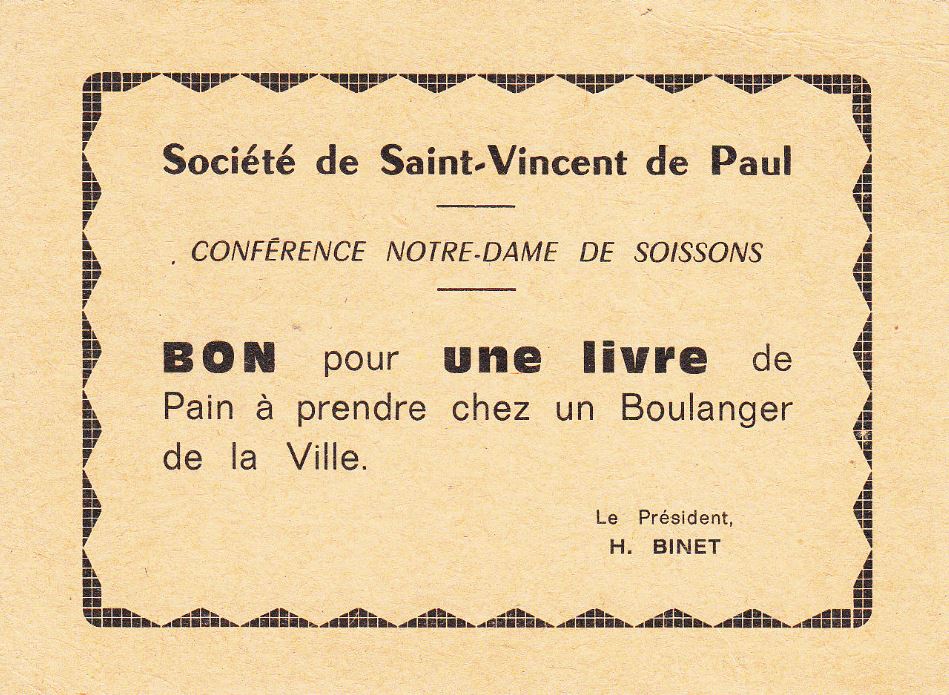 Société de Saint-Vincent de Paul
CONFÉRENCE NOTRE-DAME DE SOISSONS
BON pour une livre de
Pain à prendre chez un Boulanger
de la Ville.
Le Président,
H. BINET